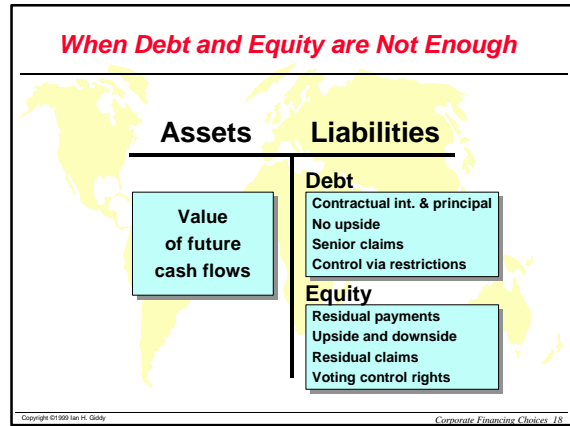 When Debt and Equity are Not Enough
Assets
Liabilities
Value
of future
cash flows
Debt
Contractual int. & principal
No upside
Senior claims
Control via restrictions
Equity
Residual payments
Upside and downside
Residual claims
Voting control rights
Copyright ©1999 Ian H. Giddy
Corporate Financing Choices 18